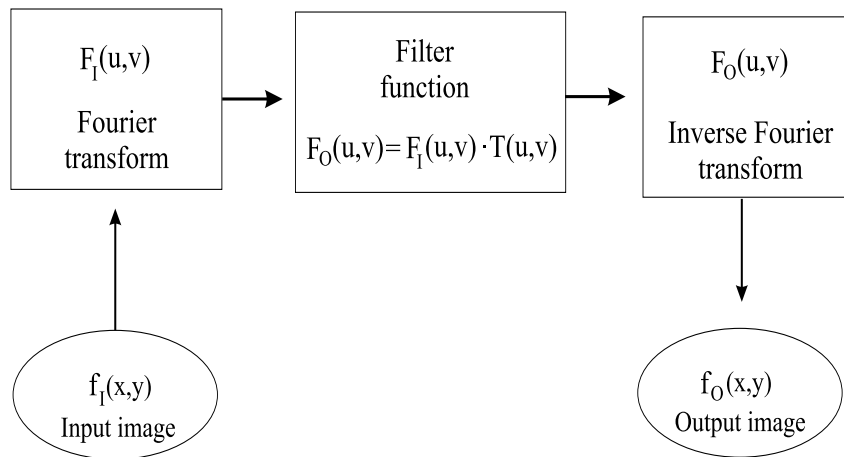 F_I(u,v)
Fourier
transform
Filter
function
F_O(u,v)=F_I(u,v)·T(u,v)
F_O(u,v)
Inverse Fourier
transform
f_I(x,y)
Input image
f_O(x,y)
Output image